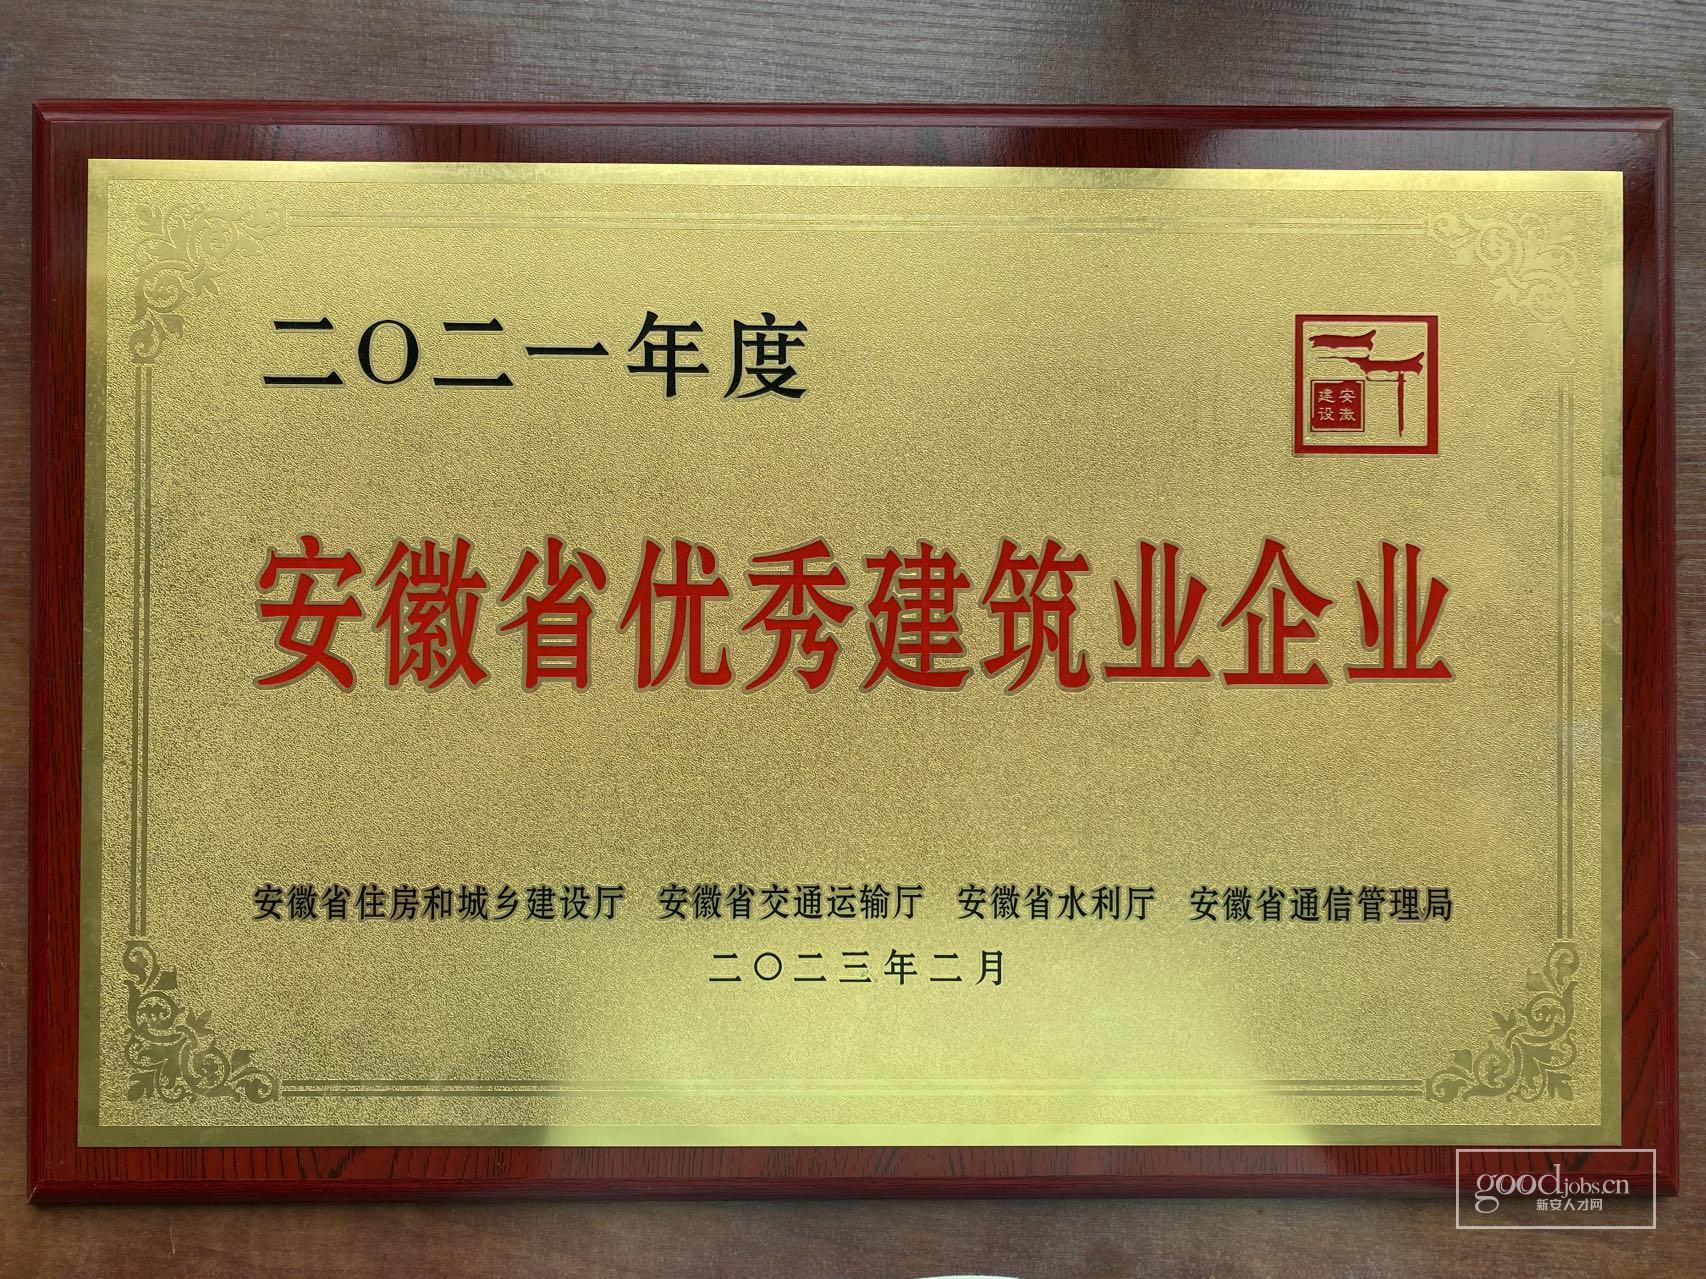 二〇二一年度
安徽
建设
安徽省优秀建筑业企业
安徽省住房和城乡建设厅 安徽省交通运输厅 安徽省水利厅 安徽省通信管理局
二〇二三年二月
goodjobs.cn
新安人才网